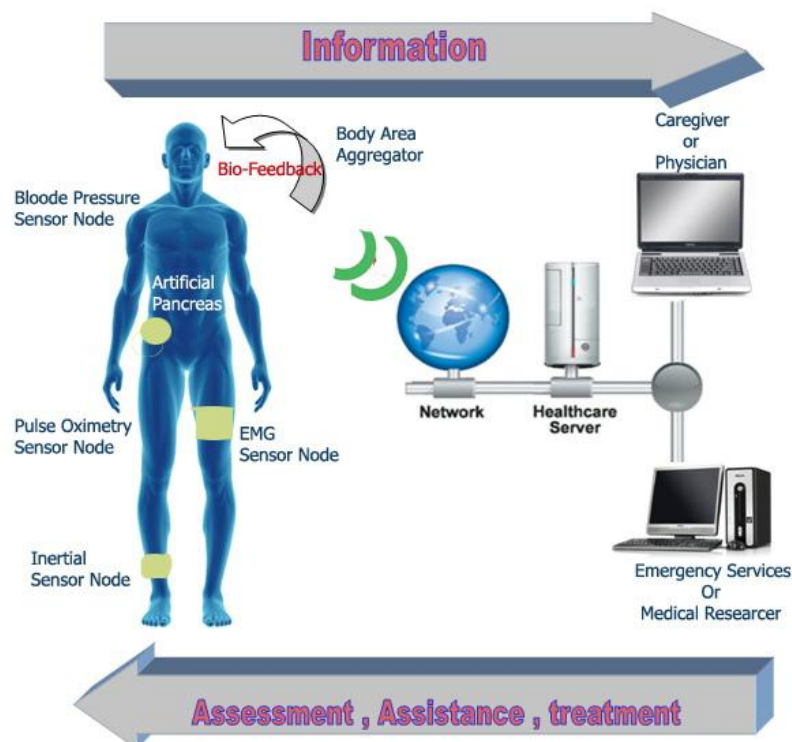 Information
Caregiver
or
Physician
Body Area
Aggregator
Bio-Feedback
Bloode Pressure
Sensor Node
Artificial
Pancreas
Network
Healthcare
Server
Pulse Oximetry
Sensor Node
EMG
Sensor Node
Inertial
Sensor Node
Emergency Services
Or
Medical Researcer
Assessment , Assistance , treatment